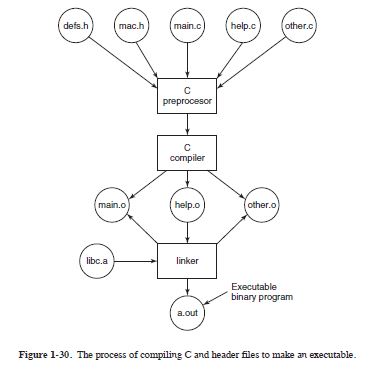 defs.h
mac.h
main.c
help.c
other.c
C
preprocesor
C
compiler
main.o
help.o
other.o
libc.a
linker
Executable
binary program
a.out
Figure 1-30. The process of compiling C and header files to make an executable.